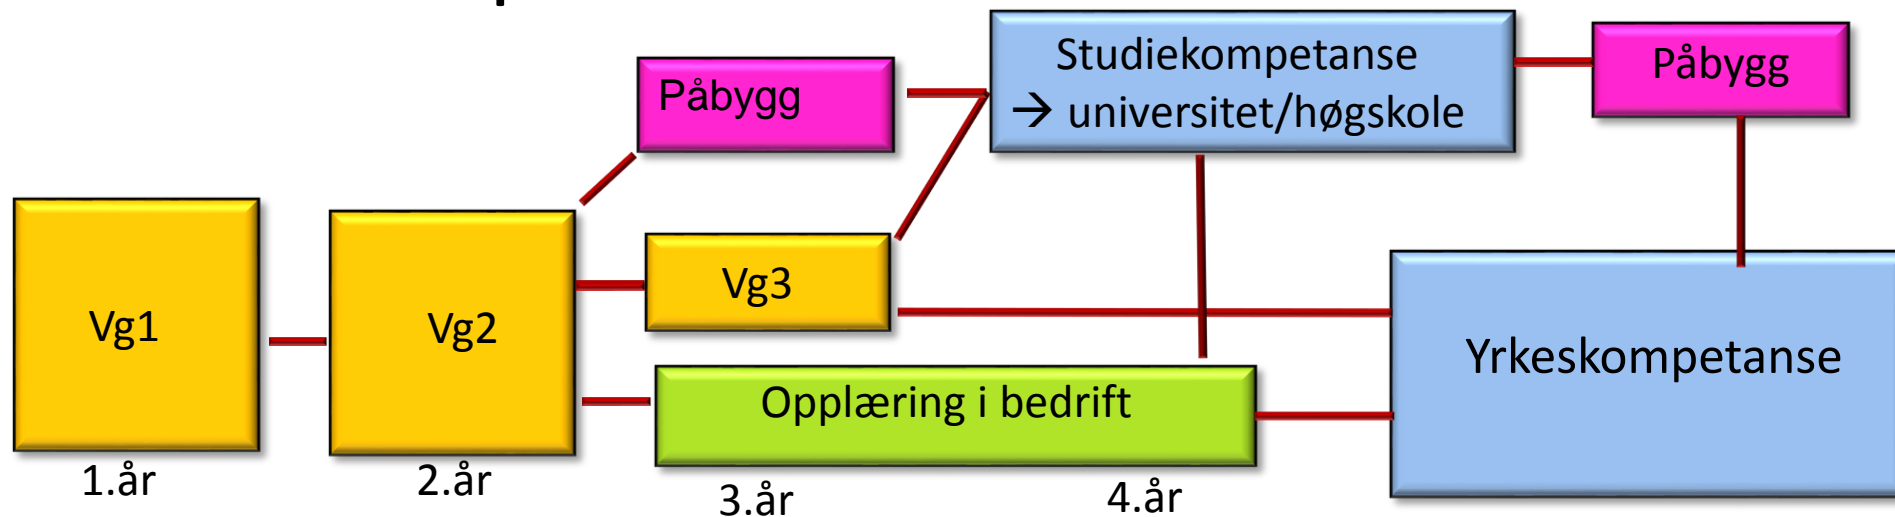 Påbygg
Studiekompetanse
→ universitet/høgskole
Påbygg
Vg1
Vg2
Vg3
Yrkeskompetanse
Opplæring i bedrift
1.år
2.år
3.år
4.år